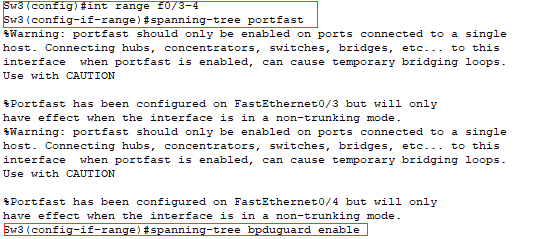 Sw3(config)#int range f0/3-4
Sw3(config-if-range)#spanning-tree portfast
%Warning: portfast should only be enabled on ports connected to a single
host. Connecting hubs, concentrators, switches, bridges, etc... to this
interface  when portfast is enabled, can cause temporary bridging loops.
Use with CAUTION
%Portfast has been configured on FastEthernet0/3 but will only
have effect when the interface is in a non-trunking mode.
%Warning: portfast should only be enabled on ports connected to a single
host. Connecting hubs, concentrators, switches, bridges, etc... to this
interface  when portfast is enabled, can cause temporary bridging loops.
Use with CAUTION
%Portfast has been configured on FastEthernet0/4 but will only
have effect when the interface is in a non-trunking mode.
Sw3(config-if-range)#spanning-tree bpduguard enable